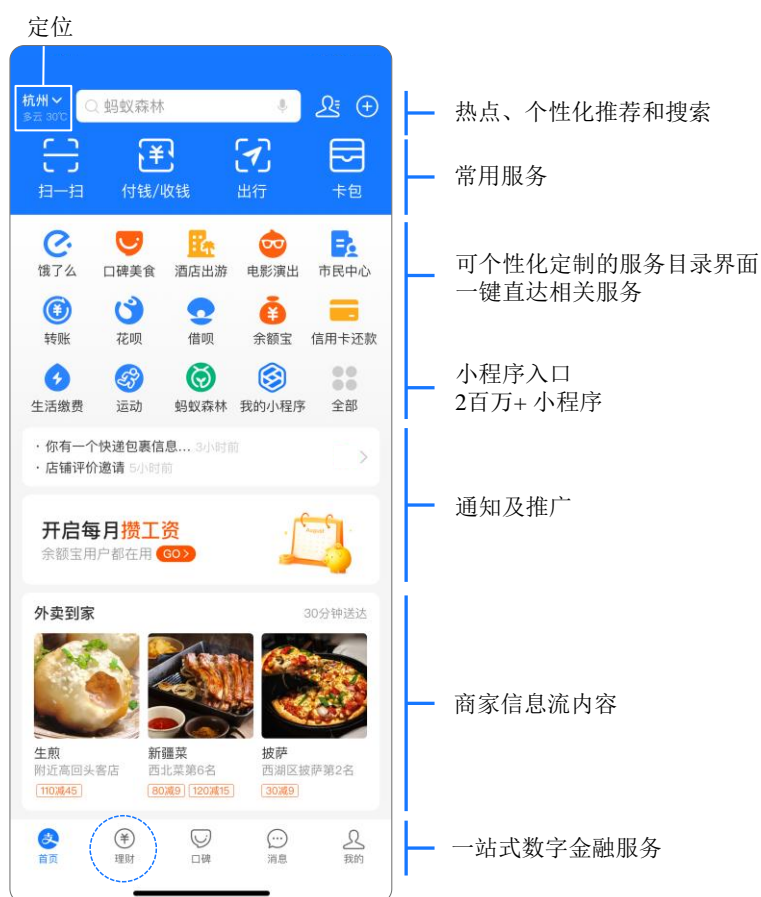 定位
杭州
多云 30℃
蚂蚁森林
热点、个性化推荐和搜索
扫一扫 付钱/收钱 出行 卡包
常用服务
饿了么 口碑美食 酒店出游 电影演出 市民中心
可个性化定制的服务目录界面
一键直达相关服务
转账 花呗 借呗 余额宝 信用卡还款
生活缴费 运动 蚂蚁森林 我的小程序 全部
小程序入口
2百万+ 小程序
· 你有一个快递包裹信息... 3小时前
· 店铺评价邀请 5小时前
通知及推广
开启每月攒工资
余额宝用户都在用 GO >
August
外卖到家 30分钟送达
商家信息流内容
生煎 新疆菜 披萨
附近高回头客店 西北菜第6名 西湖区披萨第2名
110减45 80减9 120减15 30减9
支 ¥
首页 理财 口碑 消息 我的
一站式数字金融服务